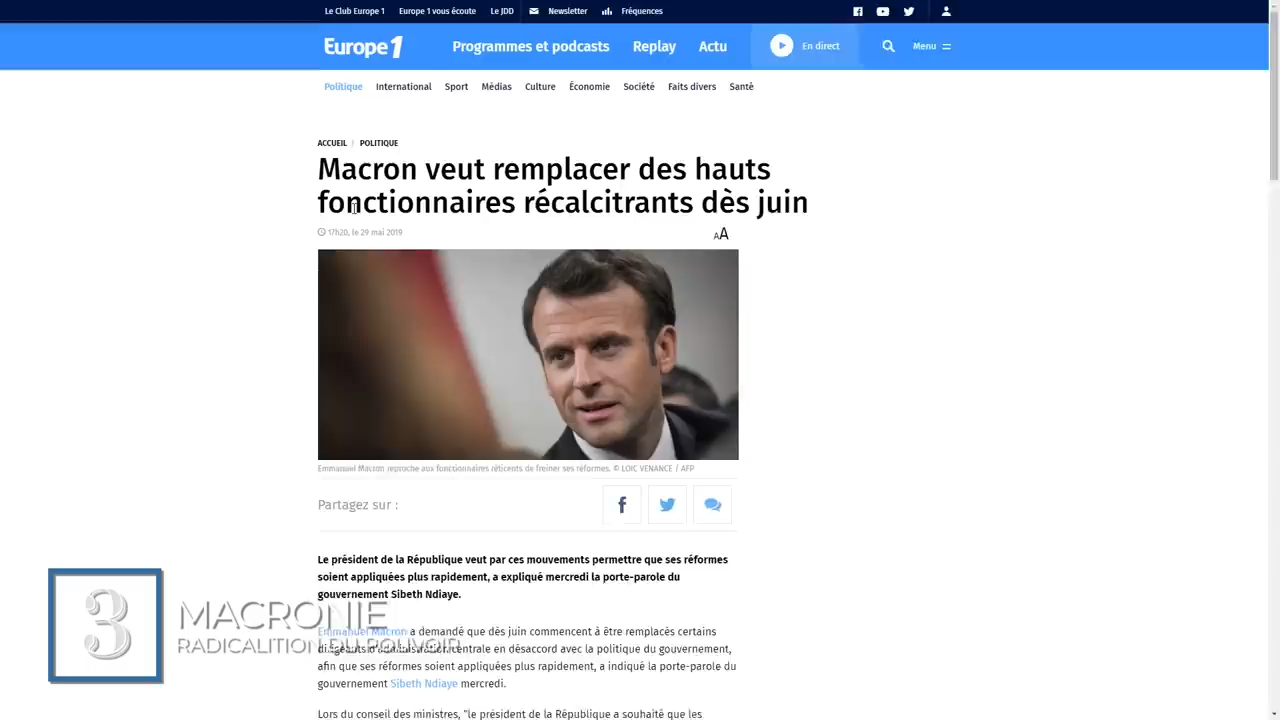 Le Club Europe 1 Europe 1 vous écoute Le JDD Newsletter Fréquences
Europe 1 Programmes et podcasts Replay Actu En direct Menu
Politique International Sport Médias Culture Économie Société Faits divers Santé
ACCUEIL / POLITIQUE
Macron veut remplacer des hauts
fonctionnaires récalcitrants dès juin
17h20, le 29 mai 2019
AA
Emmanuel Macron reproche aux fonctionnaires réticents de freiner ses réformes. © LOIC VENANCE / AFP
Partagez sur :
Le président de la République veut par ces mouvements permettre que ses réformes
soient appliquées plus rapidement, a expliqué mercredi la porte-parole du
gouvernement Sibeth Ndiaye.
3
MACRONIE
RADICALITION DU POUVOIR
Emmanuel Macron a demandé que dès juin commencent à être remplacés certains
dirigeants d'administration centrale en désaccord avec la politique du gouvernement,
afin que ses réformes soient appliquées plus rapidement, a indiqué la porte-parole du
gouvernement Sibeth Ndiaye mercredi.
Lors du conseil des ministres, "le président de la République a souhaité que les